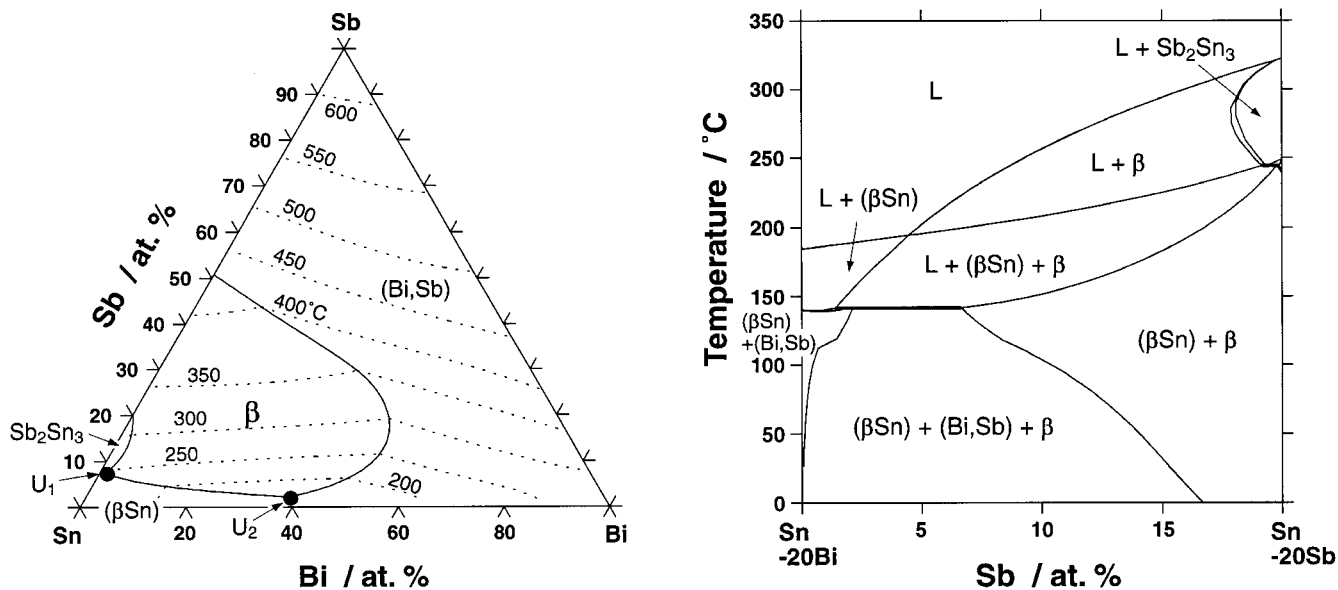 Sb
90
80
70
60
50
40
30
20
10
Sb / at. %
600
550
500
450
400°C
350
300
250
200
(Bi,Sb)
β
Sb₂Sn₃
U₁
(βSn)
U₂
Sn
20
40
60
80
Bi
Bi / at. %
350
300
250
200
150
100
50
0
Temperature / °C
L
L + Sb₂Sn₃
L + β
L + (βSn)
L + (βSn) + β
(βSn)
+(Bi,Sb)
(βSn) + β
(βSn) + (Bi,Sb) + β
Sn
-20Bi
5
10
15
Sn
-20Sb
Sb / at. %